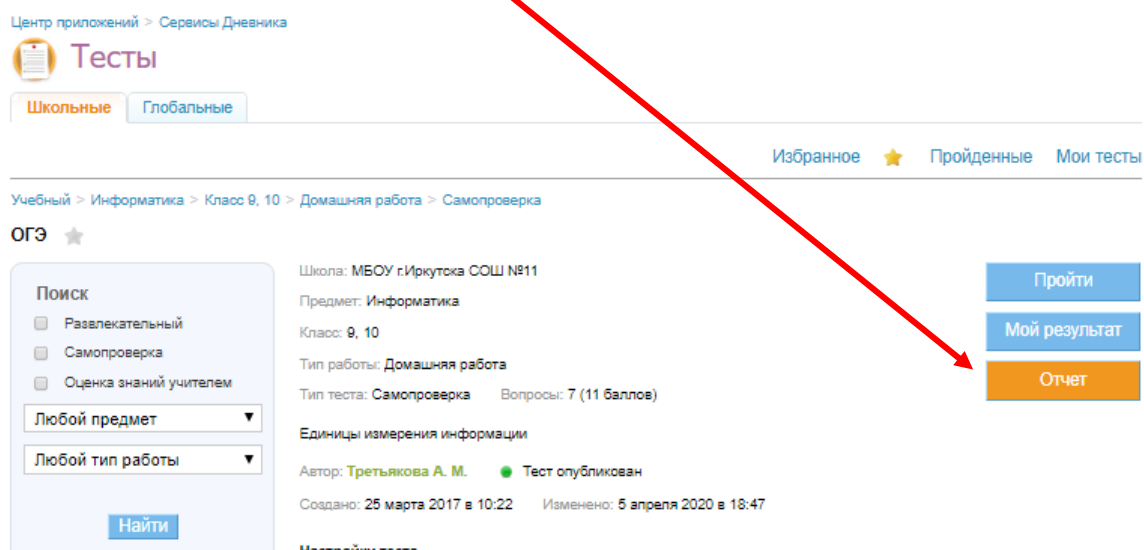 Центр приложений > Сервисы Дневника
Тесты
Школьные Глобальные
Избранное Пройденные Мои тесты
Учебный > Информатика > Класс 9, 10 > Домашняя работа > Самопроверка
ОГЭ
Поиск
Развлекательный
Самопроверка
Оценка знаний учителем
Любой предмет
Любой тип работы
Найти
Школа: МБОУ г.Иркутска СОШ №11
Предмет: Информатика
Класс: 9, 10
Тип работы: Домашняя работа
Тип теста: Самопроверка Вопросы: 7 (11 баллов)
Единицы измерения информации
Автор: Третьякова А. М. Тест опубликован
Создано: 25 марта 2017 в 10:22 Изменено: 5 апреля 2020 в 18:47
Настройки теста
Пройти
Мой результат
Отчет